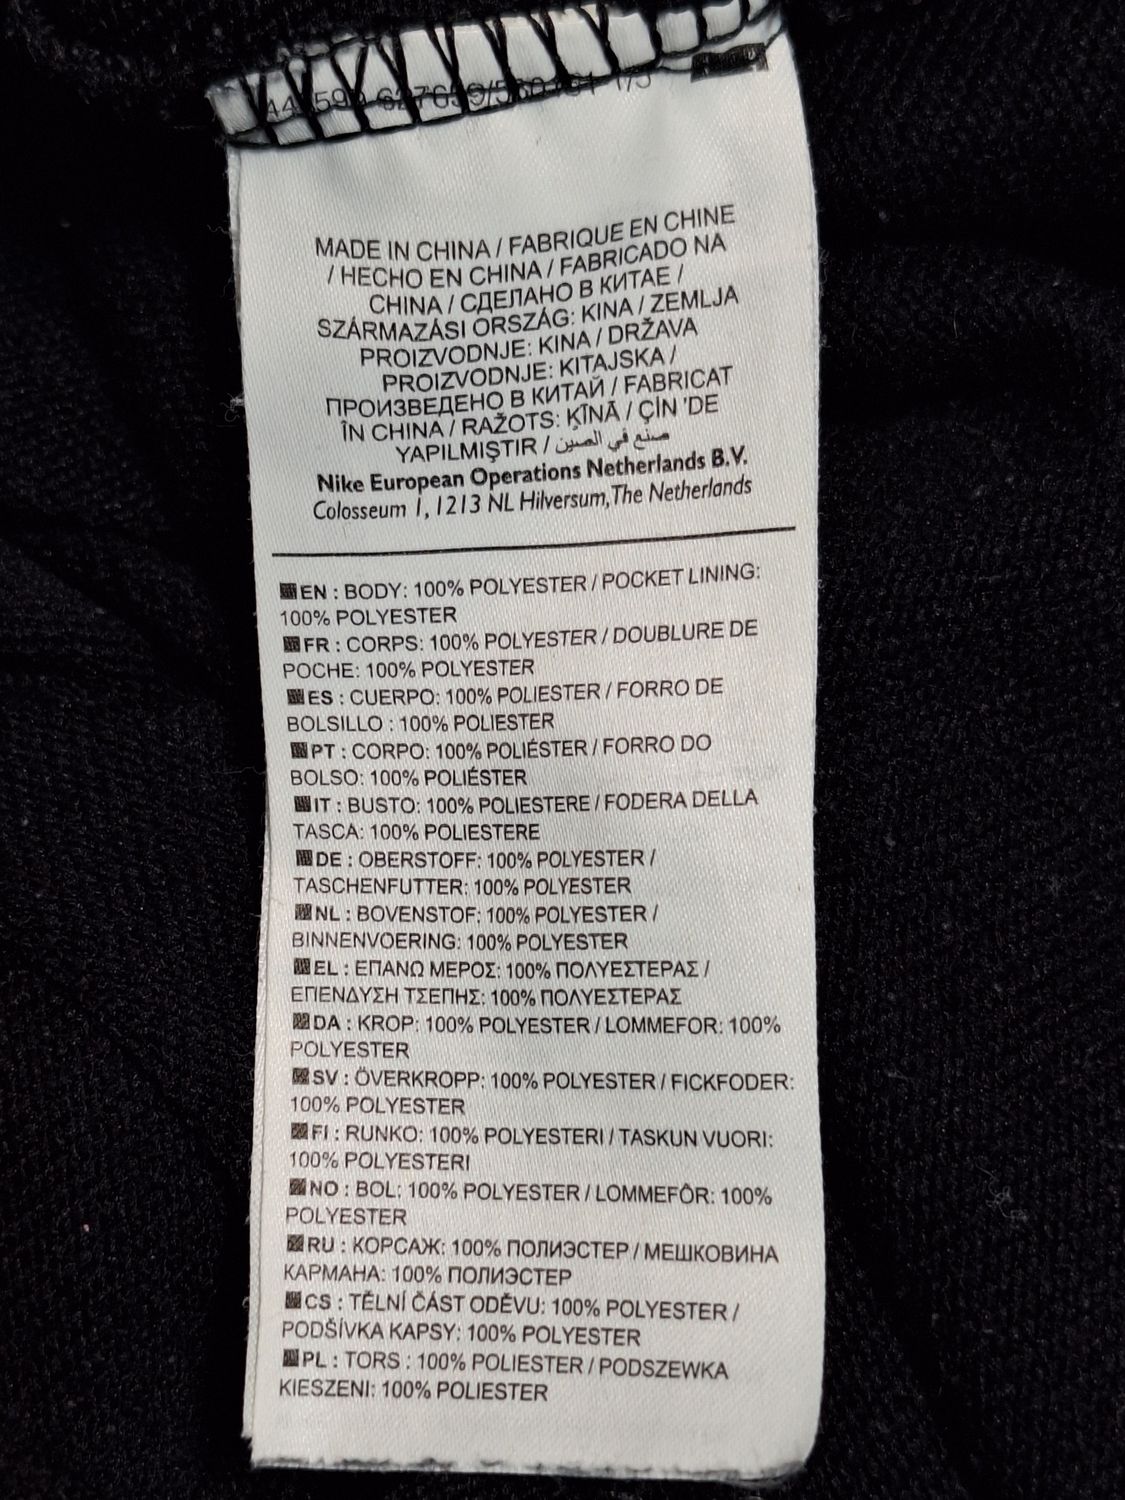 MADE IN CHINA / FABRIQUE EN CHINE
/ HECHO EN CHINA / FABRICADO NA
CHINA / СДЕЛАНО В КИТАЕ /
SZÁRMAZÁSI ORSZÁG: KINA / ZEMLJA
PROIZVODNJE: KINA / DRŽAVA
PROIZVODNJE: KITAJSKA /
ПРОИЗВЕДЕНО В КИТАЙ / FABRICAT
ÎN CHINA / RAŽOTS: ĶĪNĀ / ÇİN 'DE
YAPILMIŞTIR / صنع في الصين
Nike European Operations Netherlands B.V.
Colosseum 1, 1213 NL Hilversum, The Netherlands
EN : BODY: 100% POLYESTER / POCKET LINING:
100% POLYESTER
FR : CORPS: 100% POLYESTER / DOUBLURE DE
POCHE: 100% POLYESTER
ES : CUERPO: 100% POLIESTER / FORRO DE
BOLSILLO : 100% POLIESTER
PT : CORPO: 100% POLIÉSTER / FORRO DO
BOLSO: 100% POLIÉSTER
IT : BUSTO: 100% POLIESTERE / FODERA DELLA
TASCA: 100% POLIESTERE
DE : OBERSTOFF: 100% POLYESTER /
TASCHENFUTTER: 100% POLYESTER
NL : BOVENSTOF: 100% POLYESTER /
BINNENVOERING: 100% POLYESTER
EL : ΕΠΑΝΩ ΜΕΡΟΣ: 100% ΠΟΛΥΕΣΤΕΡΑΣ /
ΕΠΕΝΔΥΣΗ ΤΣΕΠΗΣ: 100% ΠΟΛΥΕΣΤΕΡΑΣ
DA : KROP: 100% POLYESTER / LOMMEFOR: 100%
POLYESTER
SV : ÖVERKROPP: 100% POLYESTER / FICKFODER:
100% POLYESTER
FI : RUNKO: 100% POLYESTERI / TASKUN VUORI:
100% POLYESTERI
NO : BOL: 100% POLYESTER / LOMMEFÔR: 100%
POLYESTER
RU : КОРСАЖ: 100% ПОЛИЭСТЕР / МЕШКОВИНА
КАРМАНА: 100% ПОЛИЭСТЕР
CS : TĚLNÍ ČÁST ODĚVU: 100% POLYESTER /
PODŠÍVKA KAPSY: 100% POLYESTER
PL : TORS : 100% POLIESTER / PODSZEWKA
KIESZENI: 100% POLIESTER